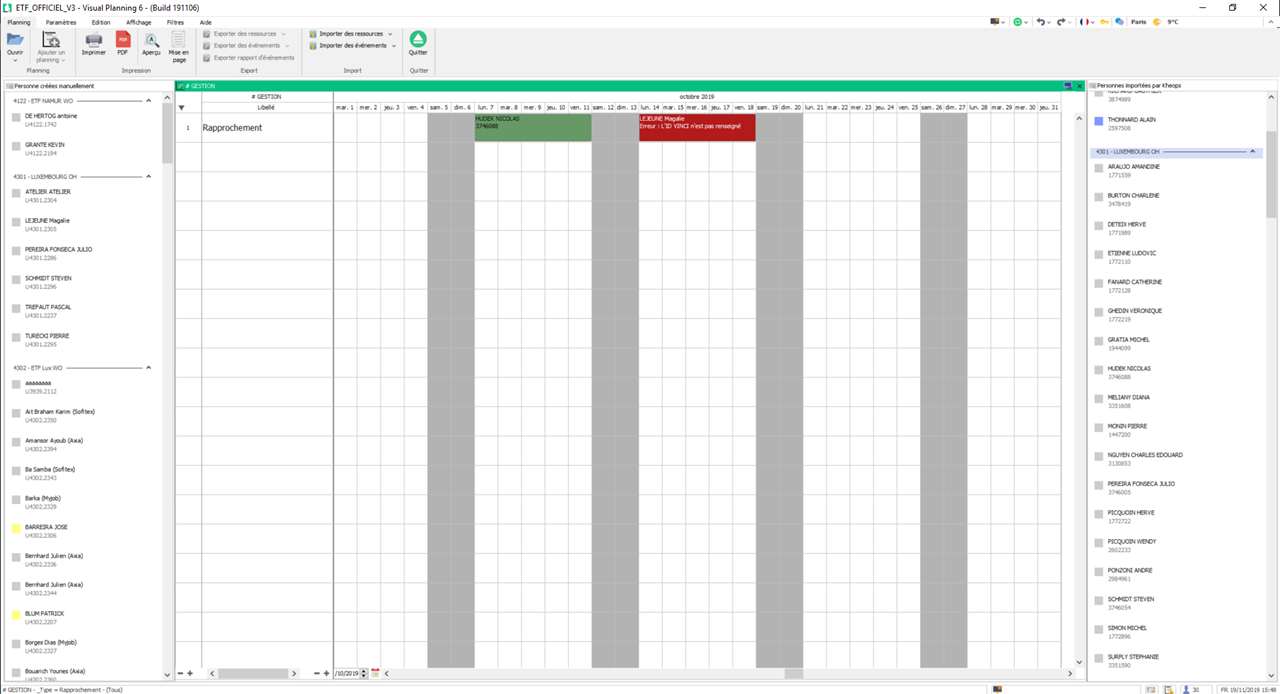 ETF_OFFICIEL_V3 - Visual Planning 6 - (Build 191106)
Planning Paramètres Edition Affichage Filtres Aide
Paris 9°C
Ouvrir
Ajouter un planning
Planning
Imprimer
PDF
Aperçu
Mise en page
Impression
Exporter des ressources
Exporter des événements
Exporter rapport d'événements
Export
Importer des ressources
Importer des événements
Import
Quitter
Quitter
Personne créées manuellement
4122 - ETF NAMUR WO
DE HERTOG antoine
U4122.1742
GRANTE KEVIN
U4122.2194
4301 - LUXEMBOURG OH
ATELIER ATELIER
U4301.2304
LEJEUNE Magalie
U4301.2305
PEREIRA FONSECA JULIO
U4301.2286
SCHMIDT STEVEN
U4301.2296
TREFAUT PASCAL
U4301.2237
TURECKI PIERRE
U4301.2285
4302 - ETF Lux WO
aaaaaaaa
U3939.2112
Ait Braham Karim (Sofitex)
U4302.2350
Amansor Ayoub (Axia)
U4302.2394
Ba Samba (Sofitex)
U4302.2343
Barka (Myjob)
U4302.2329
BARREIRA JOSE
U4302.2306
Bernhard Julien (Axia)
U4302.2336
Bernhard Julien (Axia)
U4302.2344
BLUM PATRICK
U4302.2207
Borges Dias (Myjob)
U4302.2327
Bouarich Younes (Axia)
U4302.2360
# GESTION
# GESTION
octobre 2019
Libellé
mar. 1 mer. 2 jeu. 3 ven. 4 sam. 5 dim. 6 lun. 7 mar. 8 mer. 9 jeu. 10 ven. 11 sam. 12 dim. 13 lun. 14 mar. 15 mer. 16 jeu. 17 ven. 18 sam. 19 dim. 20 lun. 21 mar. 22 mer. 23 jeu. 24 ven. 25 sam. 26 dim. 27 lun. 28 mar. 29 mer. 30 jeu. 31
1 Rapprochement
HUDEK NICOLAS
3746088
LEJEUNE Magalie
Erreur : L'ID VINCI n'est pas renseigné
/10/2019
Personnes importées par Kheops
3874989
THONNARD ALAIN
2597508
4301 - LUXEMBOURG OH
ARAUJO AMANDINE
1771559
BURTON CHARLENE
3478419
DETEIX HERVE
1771989
ETIENNE LUDOVIC
1772110
FANARD CATHERINE
1772128
GHEDIN VERONIQUE
1772219
GRATIA MICHEL
1944099
HUDEK NICOLAS
3746088
MELIANY DIANA
3351608
MONIN PIERRE
1447200
NGUYEN CHARLES EDOUARD
3130853
PEREIRA FONSECA JULIO
3746005
PICQUOIN HERVE
1772722
PICQUOIN WENDY
2602233
PONZONI ANDRE
2984961
SCHMIDT STEVEN
3746054
SIMON MICHEL
1772896
SURPLY STEPHANIE
3351590
# GESTION - _Type = Rapprochement - (Tous)
30
FR 19/11/2019 15:40